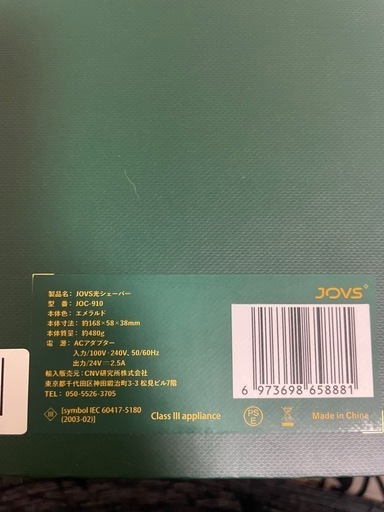 製品名：JOVS光シェーバー
型　番：JOC-910
本体色：エメラルド
本体寸法：約168×58×38mm
本体質量：約480g
電　源：ACアダプター
入力/100V - 240V、50/60Hz
出力/24V ⎓ 2.5A
輸入販売元：CNV研究所株式会社
東京都千代田区神田鍛治町3-3 松見ビル7階
TEL：050-5526-3705
III
[symbol IEC 60417-5180
(2003-02)]
Class III appliance
JOVS
6 973698 658881
PS
E
Made in China